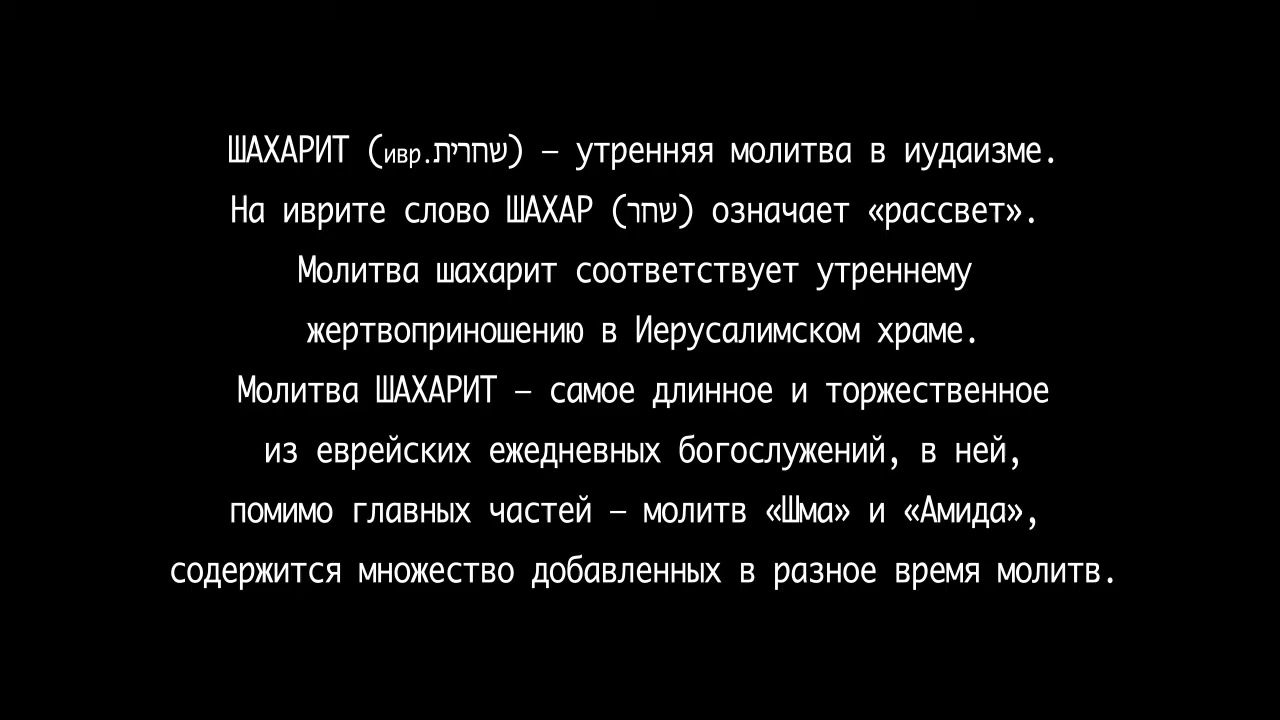 ШАХАРИТ (ивр.שחרית) – утренняя молитва в иудаизме.
На иврите слово ШАХАР (שחר) означает «рассвет».
Молитва шахарит соответствует утреннему
жертвоприношению в Иерусалимском храме.
Молитва ШАХАРИТ – самое длинное и торжественное
из еврейских ежедневных богослужений, в ней,
помимо главных частей – молитв «Шма» и «Амида»,
содержится множество добавленных в разное время молитв.